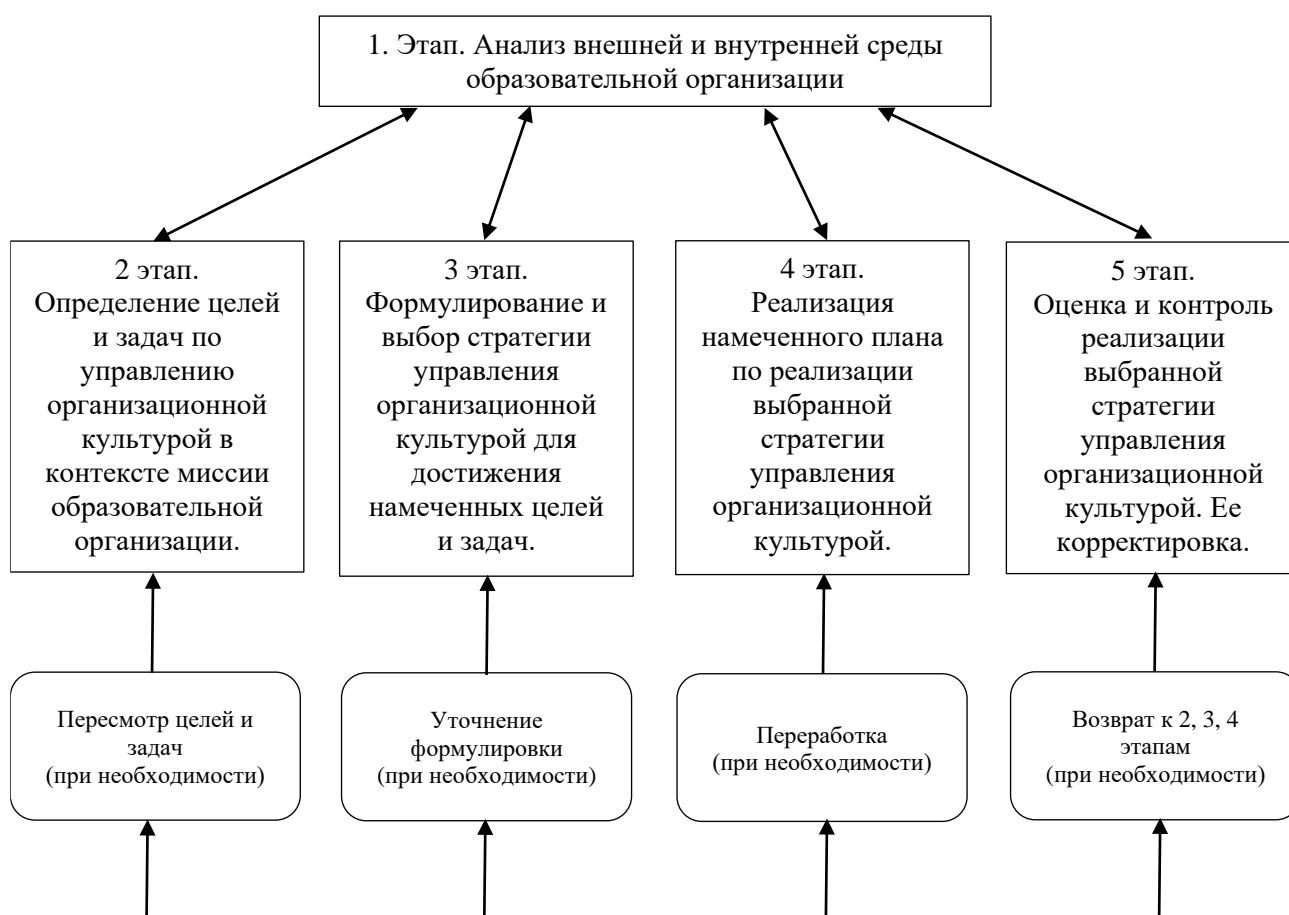 1. Этап. Анализ внешней и внутренней среды
образовательной организации
2 этап.
Определение целей
и задач по
управлению
организационной
культурой в
контексте миссии
образовательной
организации.
3 этап.
Формулирование и
выбор стратегии
управления
организационной
культурой для
достижения
намеченных целей
и задач.
4 этап.
Реализация
намеченного плана
по реализации
выбранной
стратегии
управления
организационной
культурой.
5 этап.
Оценка и контроль
реализации
выбранной
стратегии
управления
организационной
культурой. Ее
корректировка.
Пересмотр целей и
задач
(при необходимости)
Уточнение
формулировки
(при необходимости)
Переработка
(при необходимости)
Возврат к 2, 3, 4
этапам
(при необходимости)